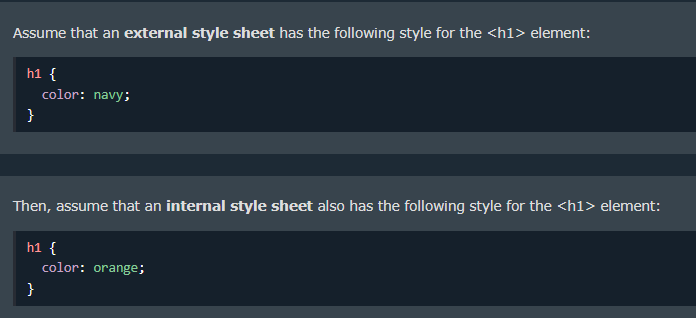 Assume that an external style sheet has the following style for the <h1> element:
h1 {
  color: navy;
}
Then, assume that an internal style sheet also has the following style for the <h1> element:
h1 {
  color: orange;
}